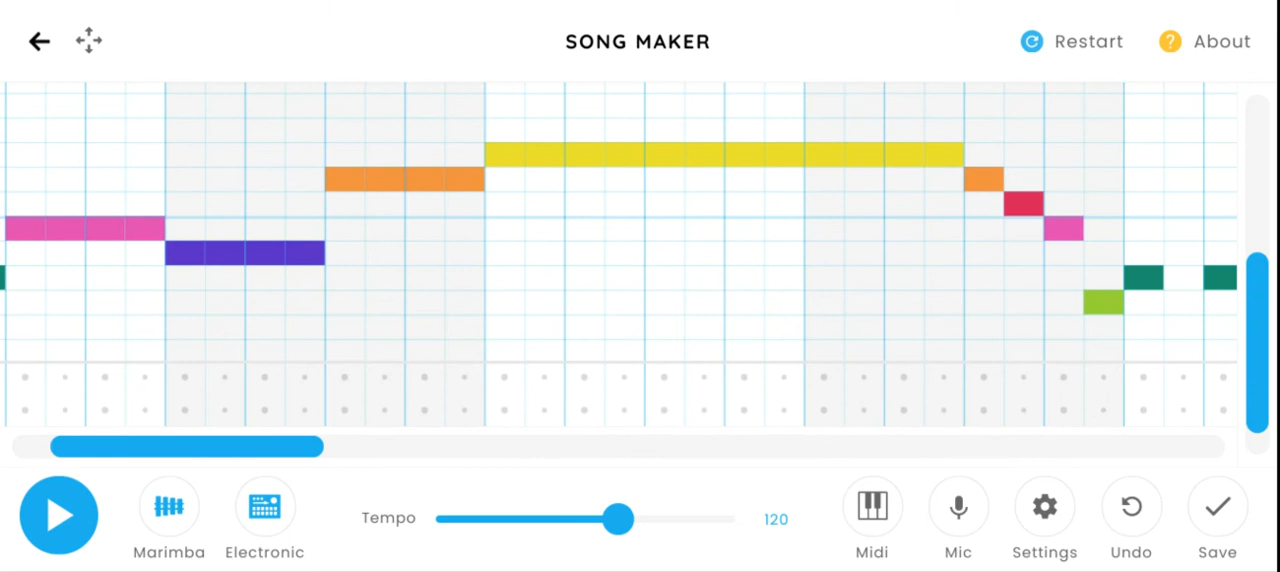 SONG MAKER
Restart
? About
Tempo
120
Marimba
Electronic
Midi
Mic
Settings
Undo
Save